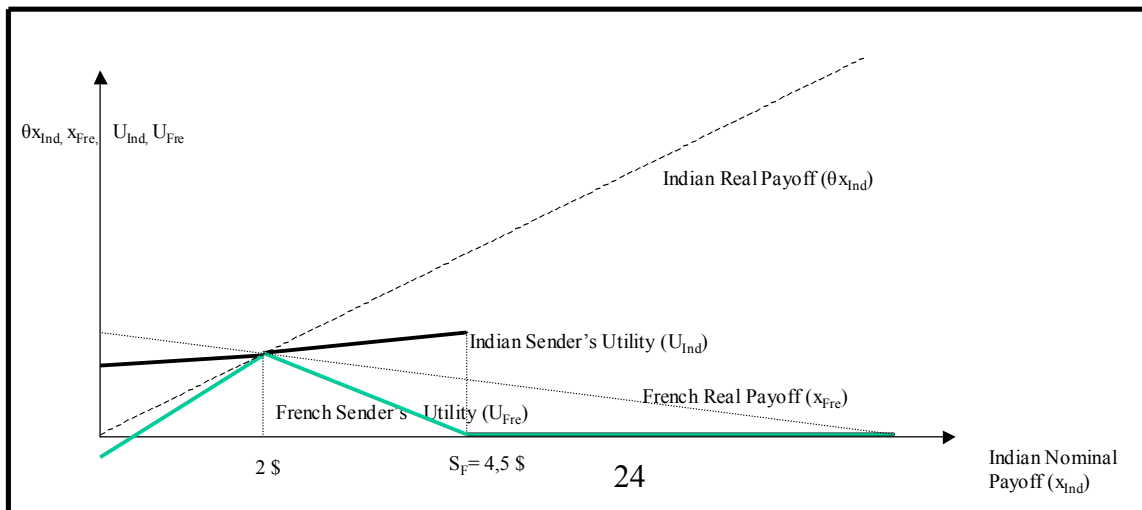 θx_Ind, x_Fre, U_Ind, U_Fre
Indian Real Payoff (θx_Ind)
Indian Sender’s Utility (U_Ind)
French Real Payoff (x_Fre)
French Sender’s Utility (U_Fre)
2 $
S_F= 4,5 $
24
Indian Nominal
Payoff (x_Ind)